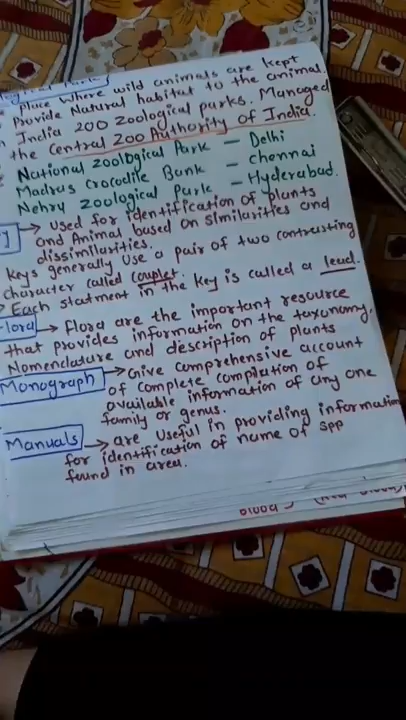 Place where wild animals are kept
Provide Natural habitat to the animal.
India 200 Zoological parks. Managed
the Central Zoo Authority of India.
National Zoological Park — Delhi
Madras Crocodile Bank — Chennai
Nehry Zoological Park — Hyderabad.
y → Used for identification of plants
and Animal based on similarities and
dissimilarities.
Keys generally use a pair of two contrasting
character called couplet.
Each statment in the key is called a lead.
Flora → Flora are the important resource
that provides information on the taxonomy,
Nomenclature and description of plants
Monograph → Give comprehensive account
of complete compilation of
available information of any one
family or genus.
Manuals → are Useful in providing information
for identification of name of spp
found in area.